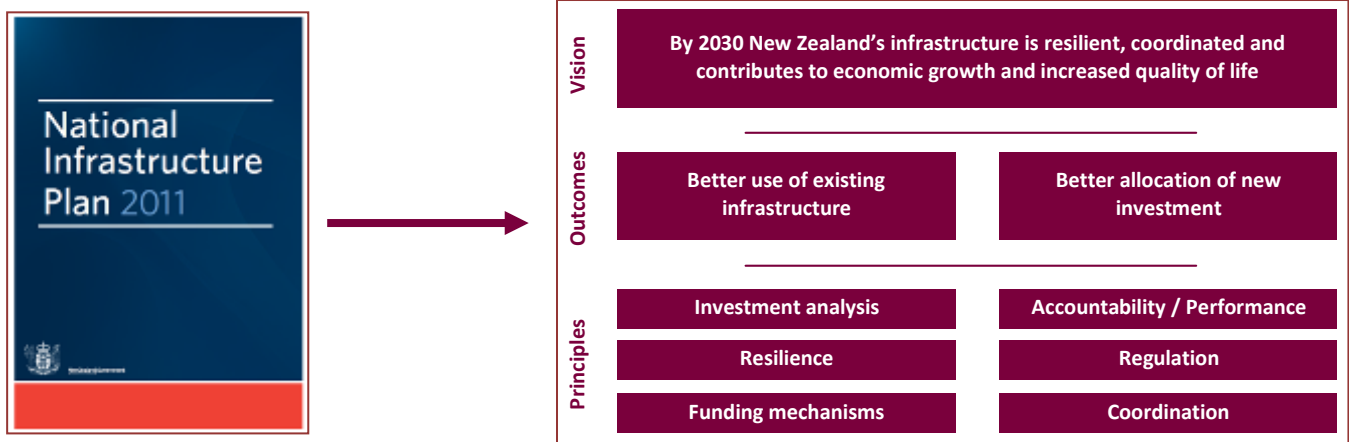 National
Infrastructure
Plan 2011
Vision
By 2030 New Zealand’s infrastructure is resilient, coordinated and
contributes to economic growth and increased quality of life
Outcomes
Better use of existing
infrastructure
Better allocation of new
investment
Principles
Investment analysis
Accountability / Performance
Resilience
Regulation
Funding mechanisms
Coordination